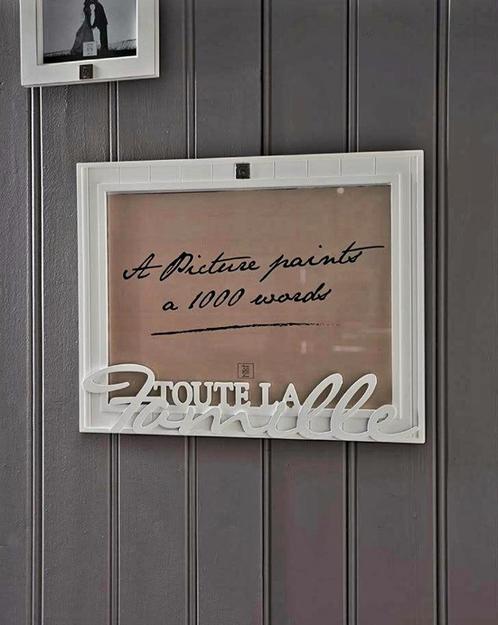 A Picture paints
a 1000 words
TOUTE LA
Famille